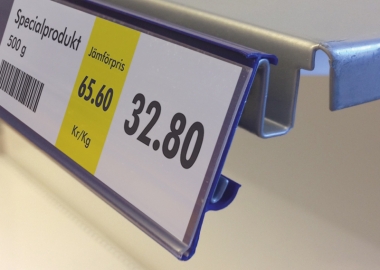 Specialprodukt
500 g
Jämförpris
65.60
Kr/Kg
32.80